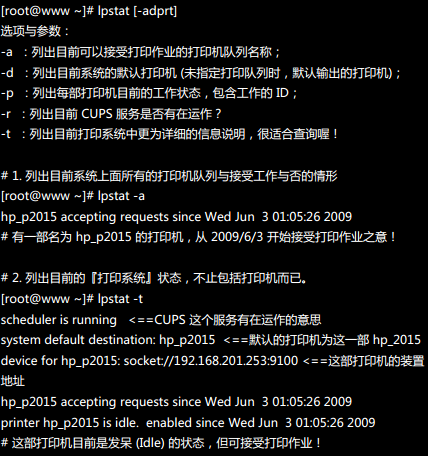 [root@www ~]# lpstat [-adprt]
选项与参数：
-a ：列出目前可以接受打印作业的打印机队列名称；
-d ：列出目前系统的默认打印机 (未指定打印队列时，默认输出的打印机)；
-p ：列出每部打印机目前的工作状态，包含工作的 ID；
-r ：列出目前 CUPS 服务是否有在运作？
-t ：列出目前打印系统中更为详细的信息说明，很适合查询喔！
# 1. 列出目前系统上面所有的打印机队列与接受工作与否的情形
[root@www ~]# lpstat -a
hp_p2015 accepting requests since Wed Jun 3 01:05:26 2009
# 有一部名为 hp_p2015 的打印机，从 2009/6/3 开始接受打印作业之意！
# 2. 列出目前的『打印系统』状态，不止包括打印机而已。
[root@www ~]# lpstat -t
scheduler is running <==CUPS 这个服务有在运作的意思
system default destination: hp_p2015 <==默认的打印机为这一部 hp_2015
device for hp_p2015: socket://192.168.201.253:9100 <==这部打印机的装置
地址
hp_p2015 accepting requests since Wed Jun 3 01:05:26 2009
printer hp_p2015 is idle. enabled since Wed Jun 3 01:05:26 2009
# 这部打印机目前是发呆 (Idle) 的状态，但可接受打印作业！